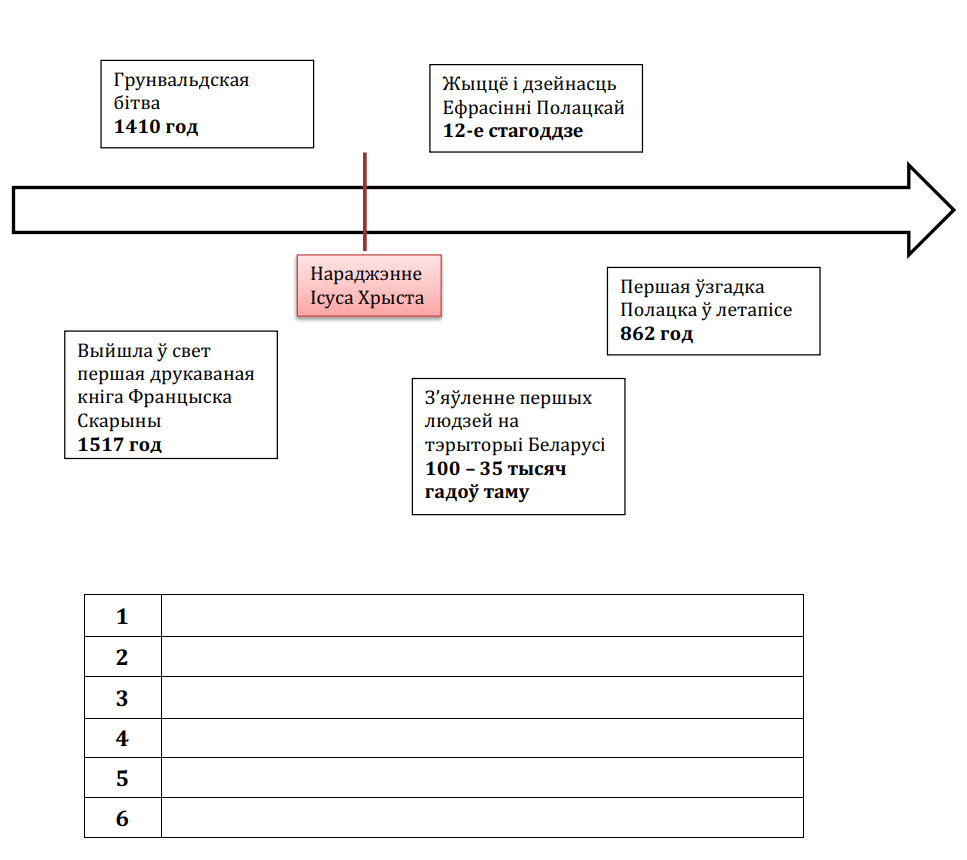 Грунвальдская
бітва
1410 год
Жыццё і дзейнасць
Ефрасінні Полацкай
12-е стагоддзе
Нараджэнне
Ісуса Хрыста
Першая ўзгадка
Полацка ў летапісе
862 год
Выйшла ў свет
першая друкаваная
кніга Францыска
Скарыны
1517 год
З’яўленне першых
людзей на
тэрыторыі Беларусі
100 – 35 тысяч
гадоў таму
1
2
3
4
5
6